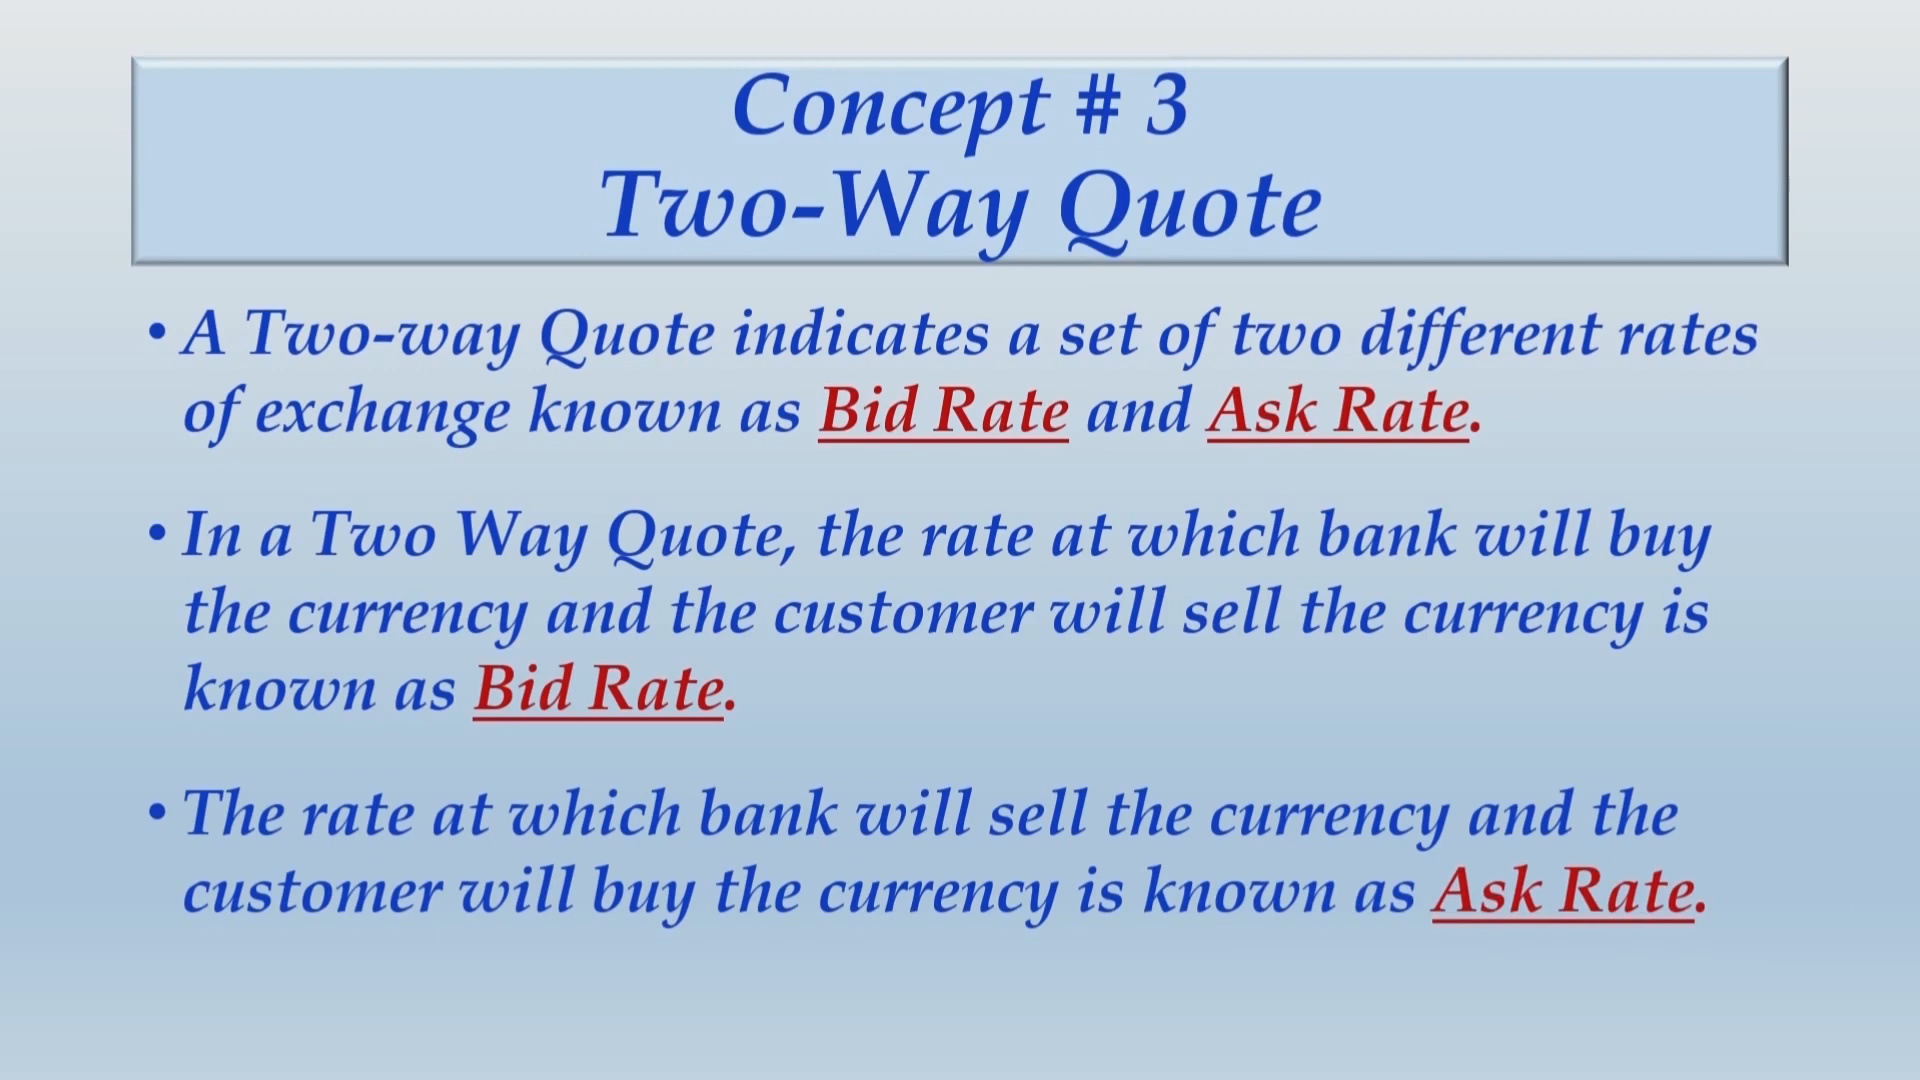 Concept # 3
Two-Way Quote
• A Two-way Quote indicates a set of two different rates
of exchange known as Bid Rate and Ask Rate.
• In a Two Way Quote, the rate at which bank will buy
the currency and the customer will sell the currency is
known as Bid Rate.
• The rate at which bank will sell the currency and the
customer will buy the currency is known as Ask Rate.